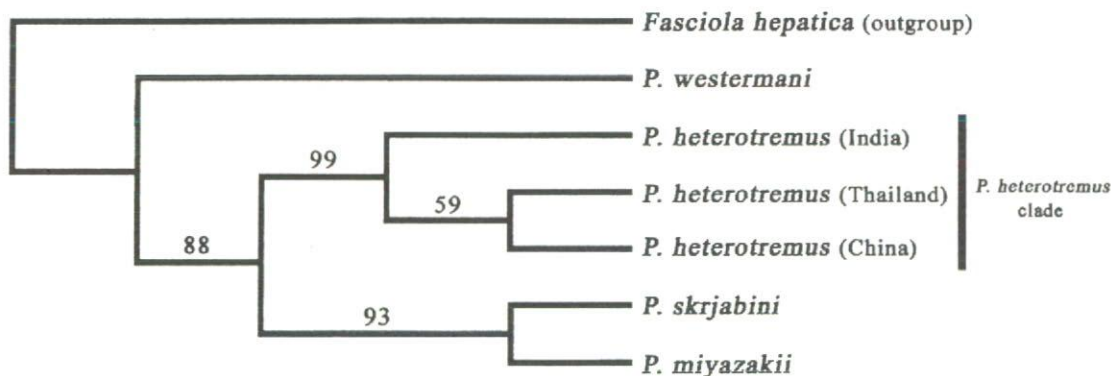 Fasciola hepatica (outgroup)
P. westermani
P. heterotremus (India)
99
P. heterotremus (Thailand)
59
P. heterotremus
clade
P. heterotremus (China)
88
P. skrjabini
93
P. miyazakii